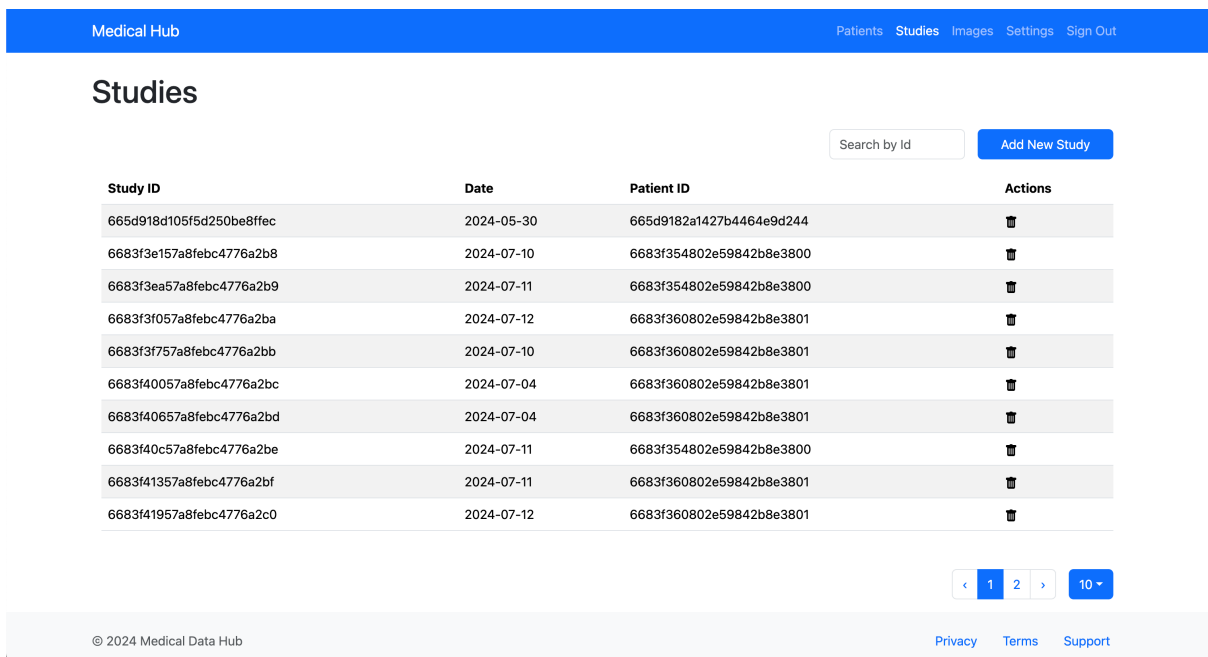 Medical Hub Patients Studies Images Settings Sign Out
Studies
Search by Id Add New Study
Study ID Date Patient ID Actions
665d918d105f5d250be8ffec 2024-05-30 665d9182a1427b4464e9d244
6683f3e157a8febc4776a2b8 2024-07-10 6683f354802e59842b8e3800
6683f3ea57a8febc4776a2b9 2024-07-11 6683f354802e59842b8e3800
6683f3f057a8febc4776a2ba 2024-07-12 6683f360802e59842b8e3801
6683f3f757a8febc4776a2bb 2024-07-10 6683f360802e59842b8e3801
6683f40057a8febc4776a2bc 2024-07-04 6683f360802e59842b8e3801
6683f40657a8febc4776a2bd 2024-07-04 6683f360802e59842b8e3801
6683f40c57a8febc4776a2be 2024-07-11 6683f354802e59842b8e3800
6683f41357a8febc4776a2bf 2024-07-11 6683f360802e59842b8e3801
6683f41957a8febc4776a2c0 2024-07-12 6683f360802e59842b8e3801
‹ 1 2 › 10
© 2024 Medical Data Hub Privacy Terms Support